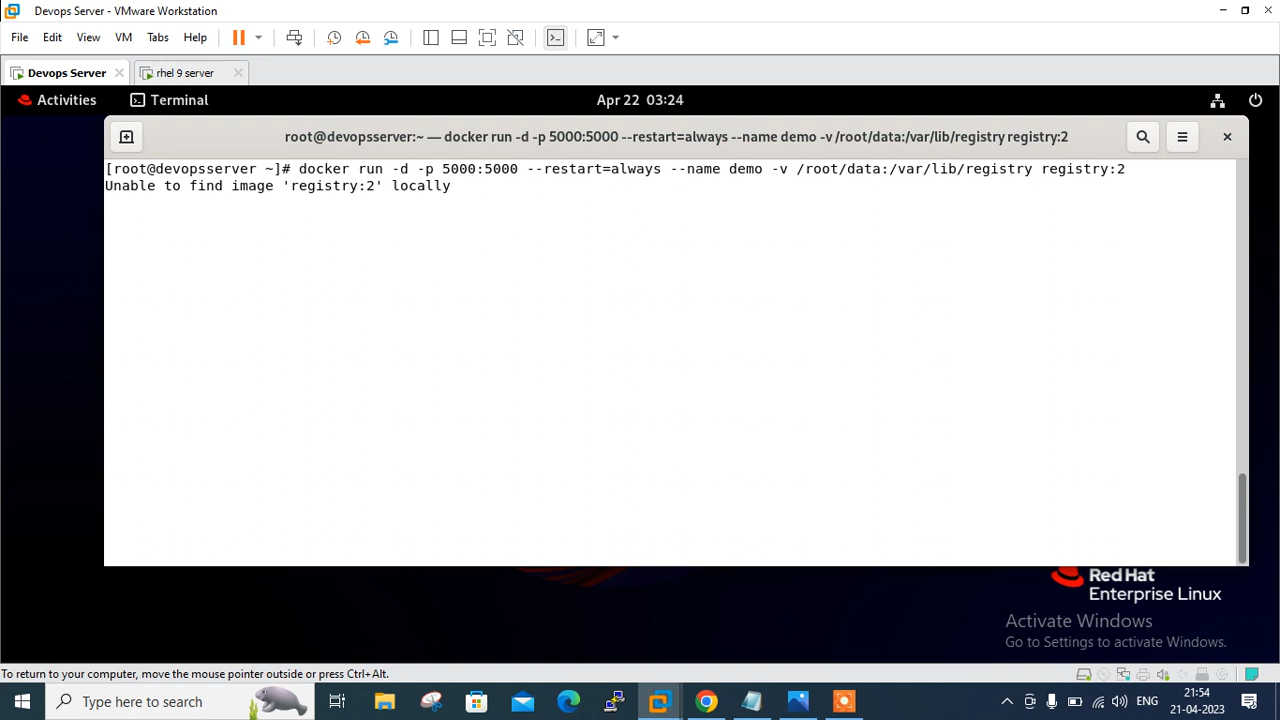 Devops Server - VMware Workstation
File Edit View VM Tabs Help
Devops Server rhel 9 server
Activities Terminal Apr 22 03:24
root@devopsserver:~ — docker run -d -p 5000:5000 --restart=always --name demo -v /root/data:/var/lib/registry registry:2
[root@devopsserver ~]# docker run -d -p 5000:5000 --restart=always --name demo -v /root/data:/var/lib/registry registry:2
Unable to find image 'registry:2' locally
Red Hat
Enterprise Linux
Activate Windows
Go to Settings to activate Windows.
To return to your computer, move the mouse pointer outside or press Ctrl+Alt.
Type here to search
ENG
21:54
21-04-2023